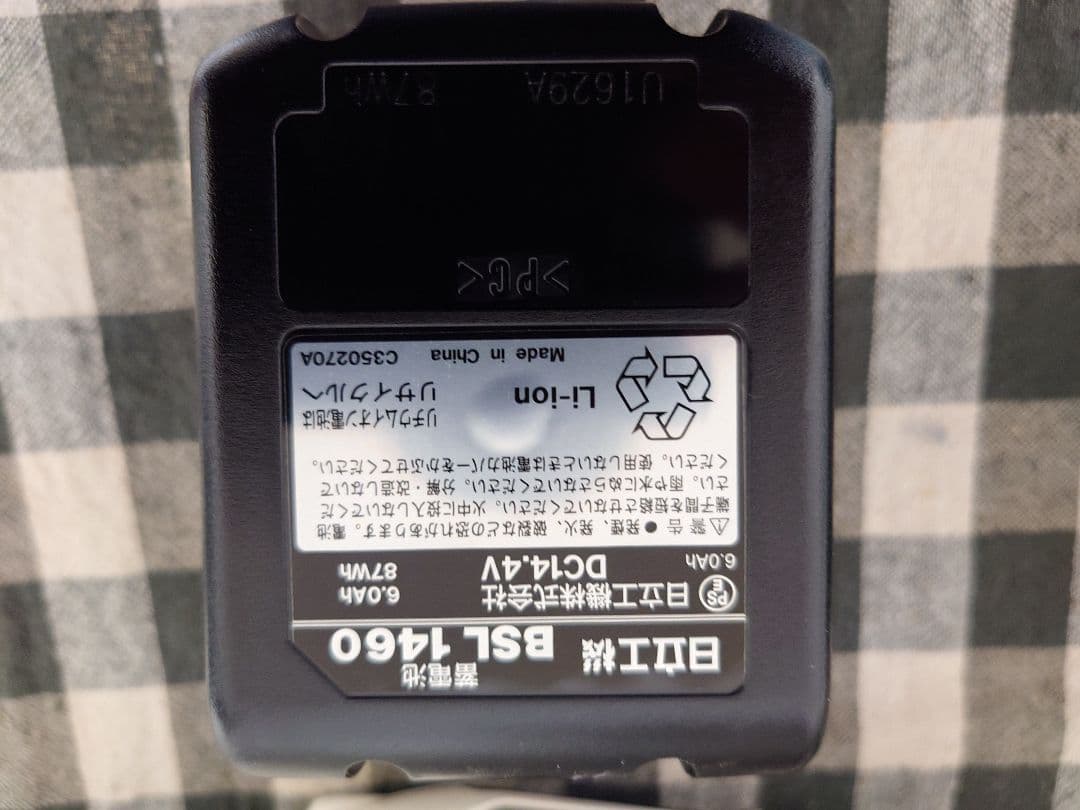 蓄電池
日立工機 BSL 1460
日立工機株式会社 6.0Ah
DC14.4V 87Wh
PS
E
6.0Ah
⚠警告 ●発煙、発火、破裂などの恐れがあります。電池
端子間を短絡させないでください。火中に投入しないでくだ
さい。雨や水にぬらさないでください。分解・改造しないで
ください。使用しないときは電池カバーをかぶせてください。
Li-ion
リチウムイオン電池は
リサイクルへ
Made in China C350270A
>PC<
U1629A 87Wh